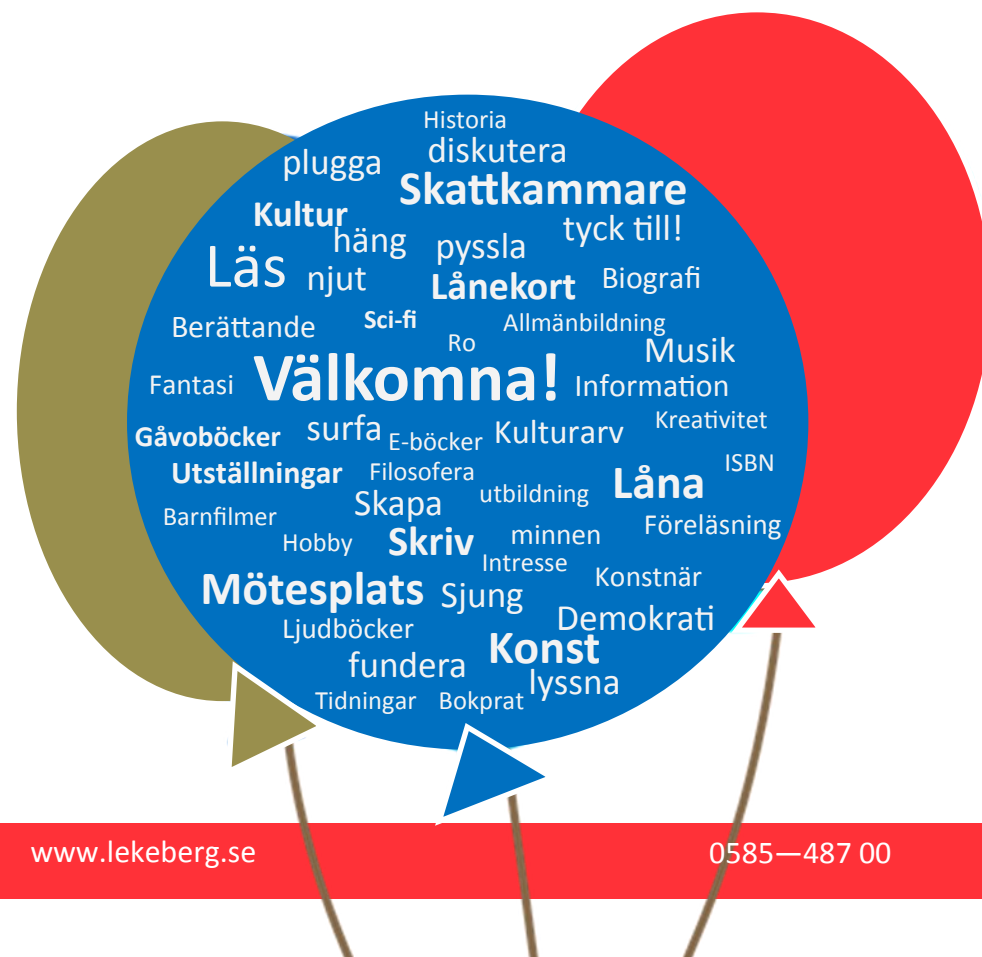 Historia
diskutera
plugga
Skattkammare
Kultur
tyck till!
häng
pyssla
Läs
njut
Lånekort
Biografi
Sci-fi
Allmänbildning
Berättande
Ro
Musik
Välkomna!
Fantasi
Information
Kreativitet
Gåvoböcker
surfa
E-böcker
Kulturarv
ISBN
Utställningar
Filosofera
Låna
utbildning
Skapa
Barnfilmer
Föreläsning
Hobby
Skriv
minnen
Intresse
Konstnär
Mötesplats
Sjung
Demokrati
Ljudböcker
Konst
fundera
lyssna
Tidningar
Bokprat
www.lekeberg.se
0585—487 00